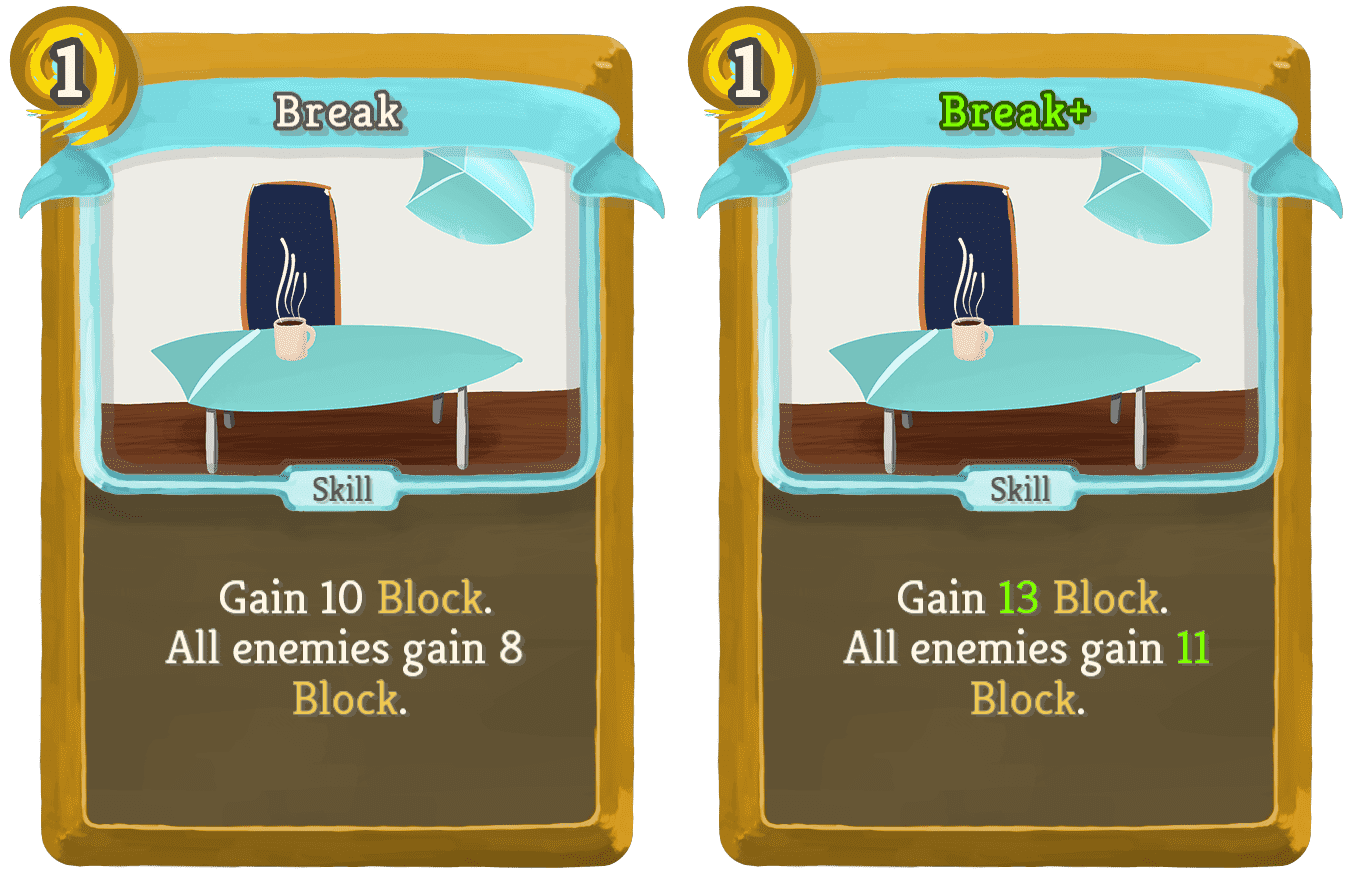 1
Break
Skill
Gain 10 Block.
All enemies gain 8
Block.
1
Break+
Skill
Gain 13 Block.
All enemies gain 11
Block.